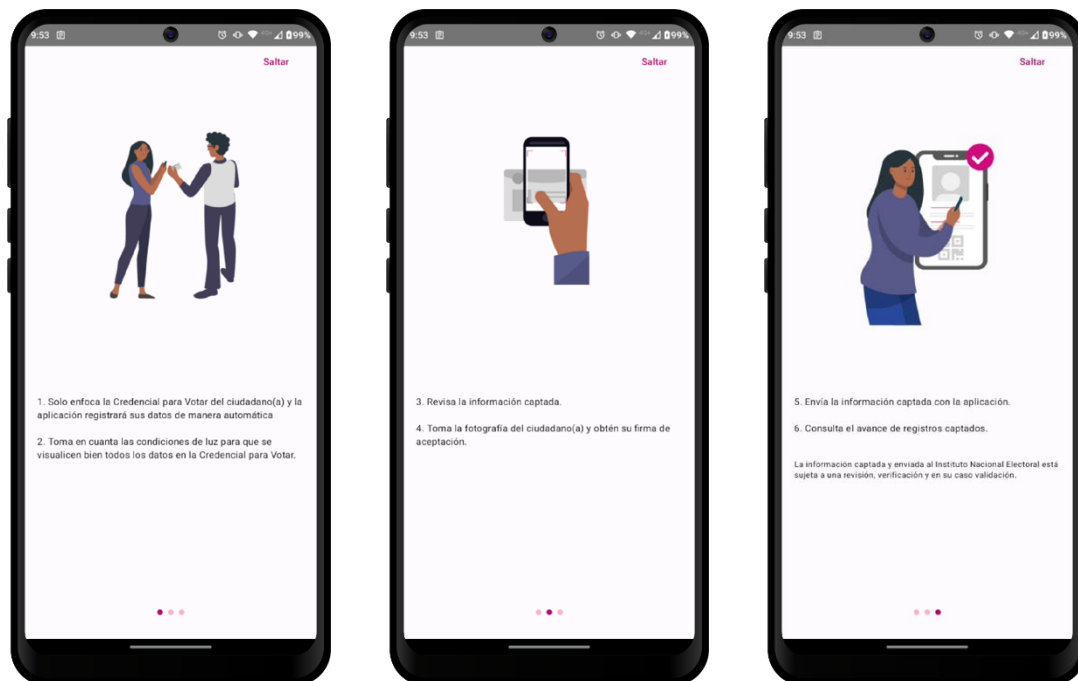 9:53 99%
Saltar
1. Solo enfoca la Credencial para Votar del ciudadano(a) y la
aplicación registrará sus datos de manera automática
2. Toma en cuanta las condiciones de luz para que se
visualicen bien todos los datos en la Credencial para Votar.
9:53 99%
Saltar
3. Revisa la información captada.
4. Toma la fotografía del ciudadano(a) y obtén su firma de
aceptación.
9:53 99%
Saltar
5. Envia la información captada con la aplicación.
6. Consulta el avance de registros captados.
La información captada y enviada al Instituto Nacional Electoral está
sujeta a una revisión, verificación y en su caso validación.